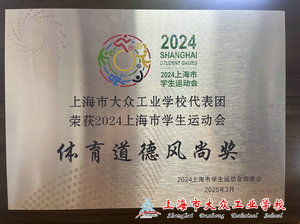 2024
SHANGHAI
STUDENT GAMES
2024上海市
学生运动会
上海市大众工业学校代表团
荣获2024上海市学生运动会
体育道德风尚奖
2024上海市学生运动会组委会
2025年3月
上海市大众工业学校